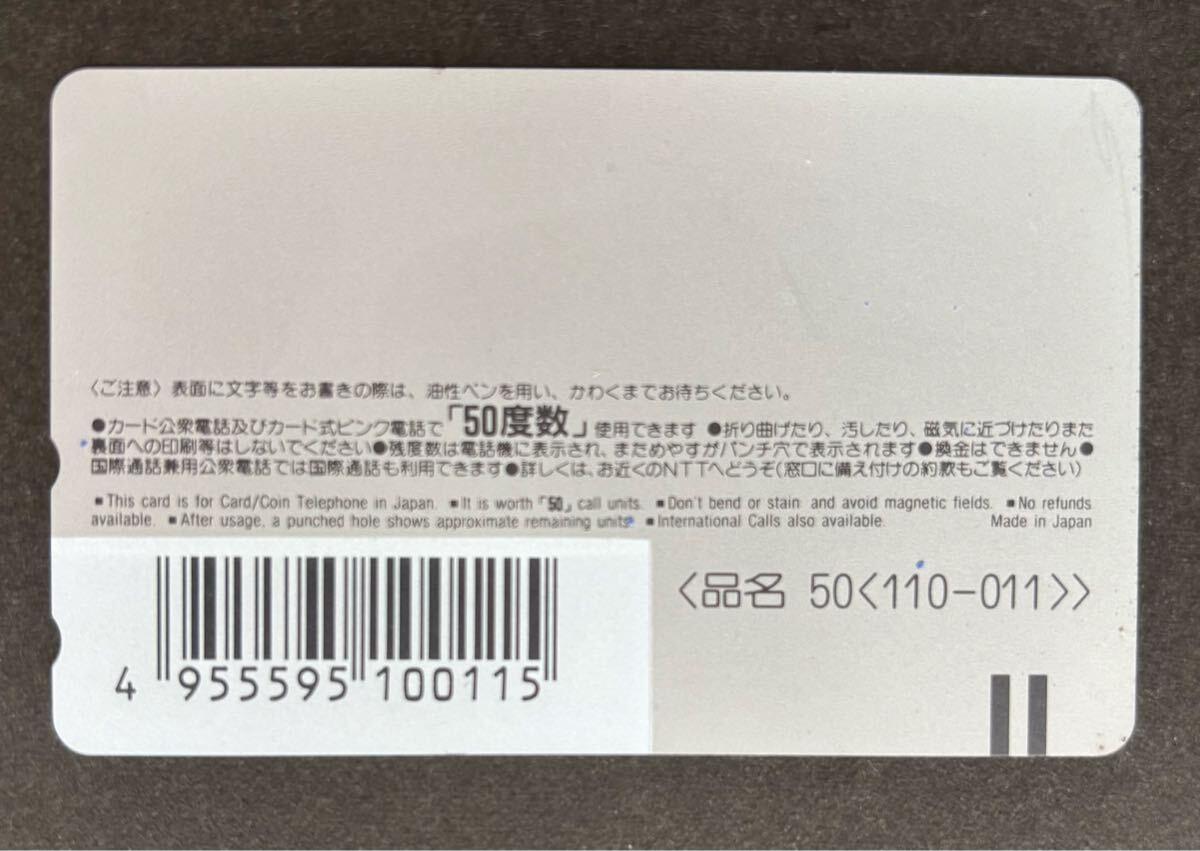 〈ご注意〉表面に文字等をお書きの際は、油性ペンを用い、かわくまでお待ちください。
●カード公衆電話及びカード式ピンク電話で「50度数」使用できます ●折り曲げたり、汚したり、磁気に近づけたりまた
裏面への印刷等はしないでください●残度数は電話機に表示され、まためやすがパンチ穴で表示されます●換金はできません●
国際通話兼用公衆電話では国際通話も利用できます●詳しくは、お近くのNTTへどうぞ(窓口に備え付けの約款もご覧ください)
■This card is for Card/Coin Telephone in Japan. ■It is worth「50」call units. ■Don't bend or stain and avoid magnetic fields. ■No refunds
available. ■After usage, a punched hole shows approximate remaining units. ■International Calls also available. Made in Japan
〈品名 50〈110-011〉〉
4 955595 100115